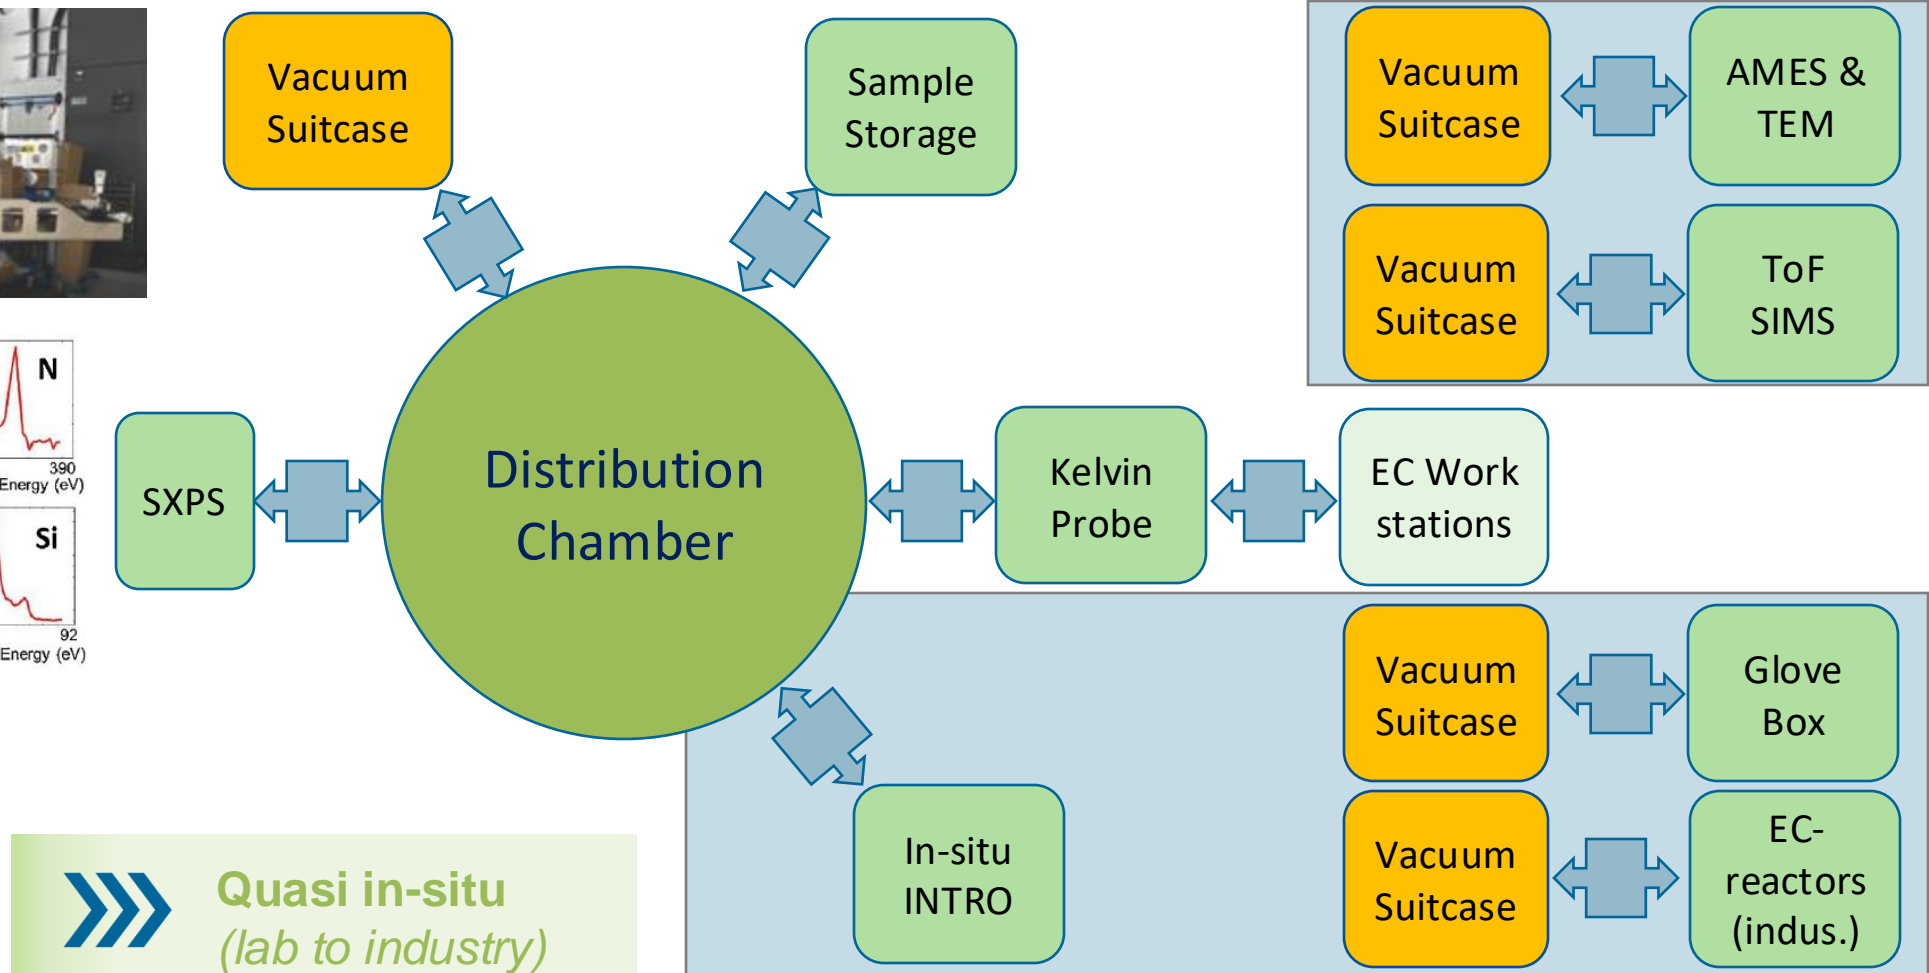 Vacuum
Suitcase
Sample
Storage
Vacuum
Suitcase
AMES &
TEM
Vacuum
Suitcase
ToF
SIMS
N
390
Energy (eV)
Si
92
Energy (eV)
SXPS
Distribution
Chamber
Kelvin
Probe
EC Work
stations
Vacuum
Suitcase
Glove
Box
In-situ
INTRO
Vacuum
Suitcase
EC-
reactors
(indus.)
Quasi in-situ
(lab to industry)